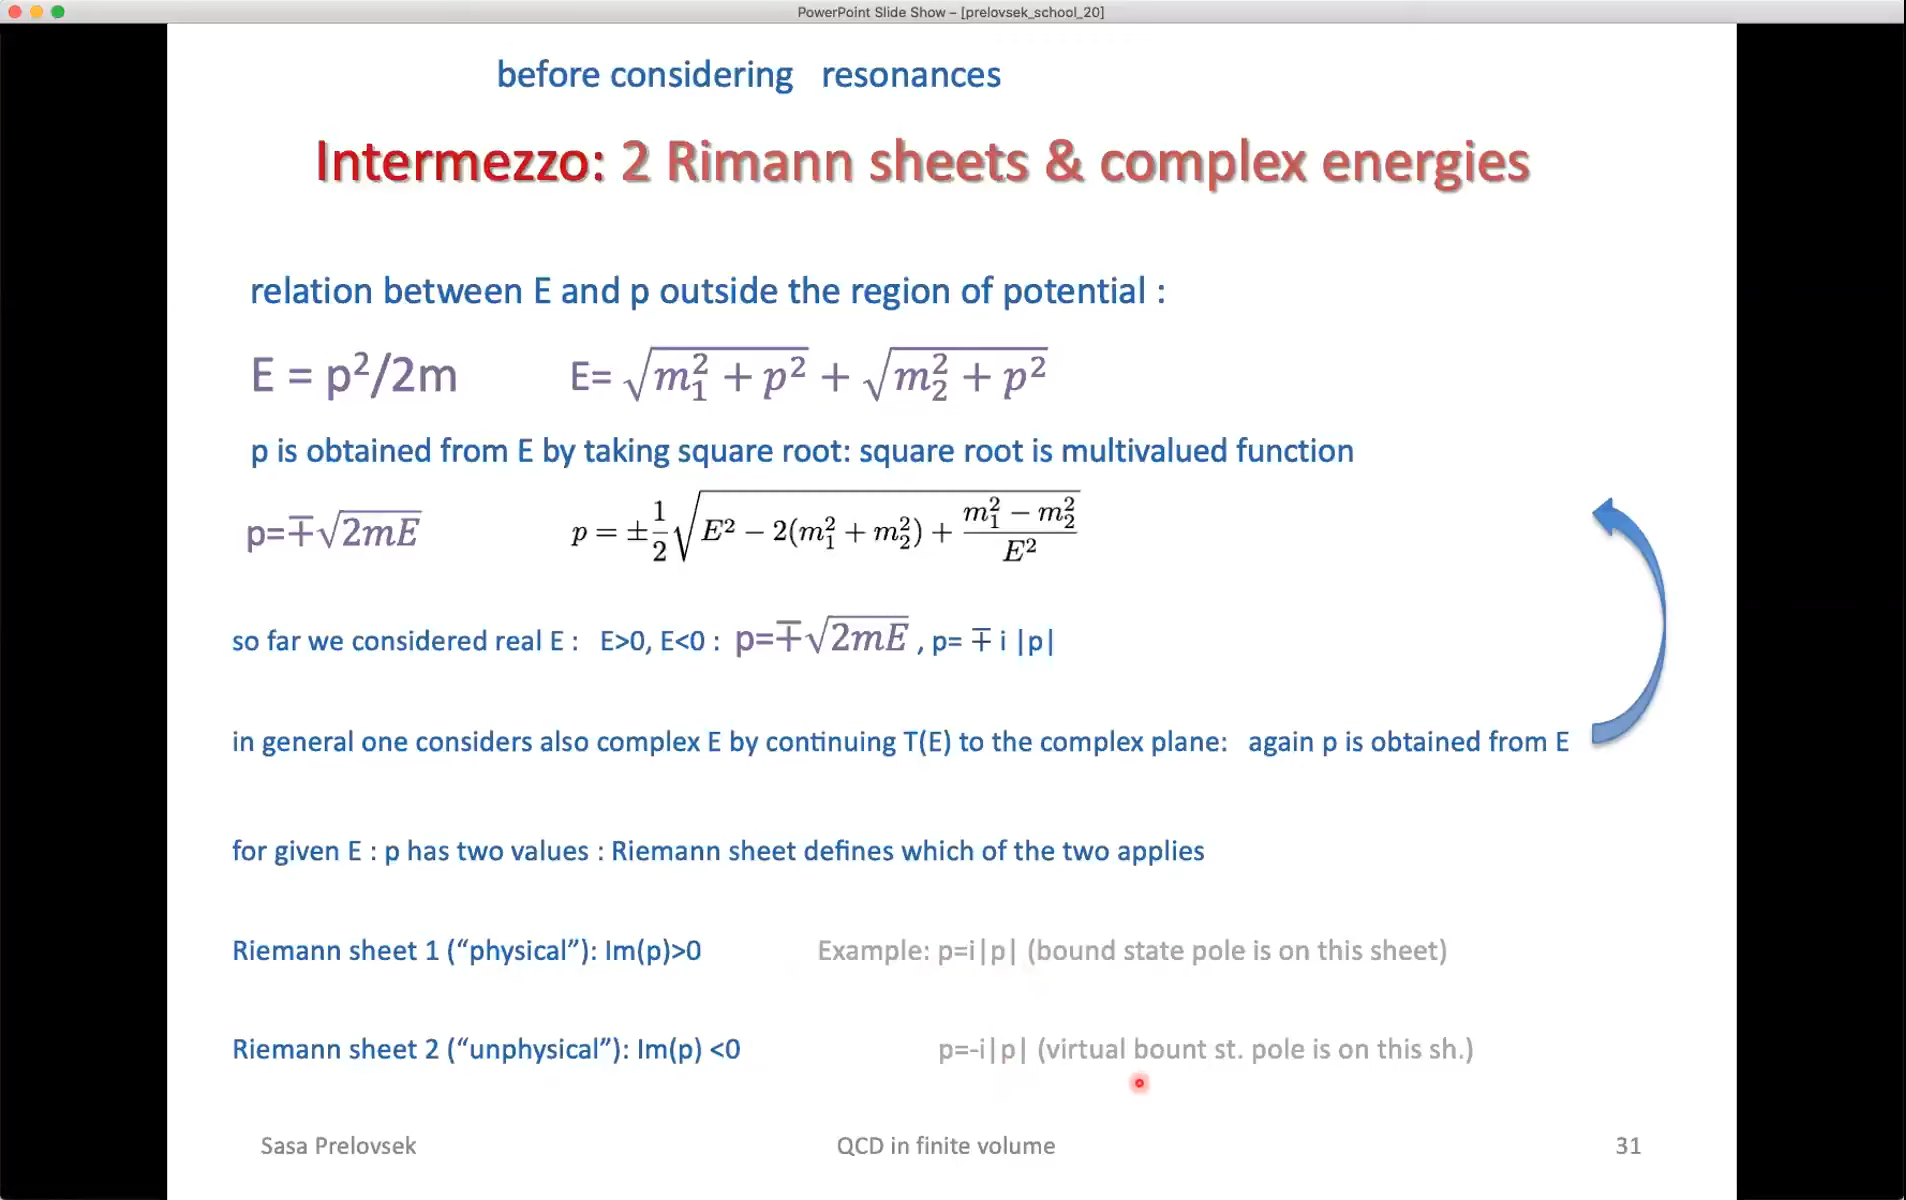 PowerPoint Slide Show – [prelovsek_school_20]
before considering resonances
Intermezzo: 2 Rimann sheets & complex energies
relation between E and p outside the region of potential :
E = p²/2m E= √(m₁² + p²) + √(m₂² + p²)
p is obtained from E by taking square root: square root is multivalued function
p=∓√(2mE) p = ±1/2 √(E² − 2(m₁² + m₂²) + (m₁² − m₂²)/E²)
so far we considered real E : E>0, E<0 : p=∓√(2mE) , p= ∓ i |p|
in general one considers also complex E by continuing T(E) to the complex plane: again p is obtained from E
for given E : p has two values : Riemann sheet defines which of the two applies
Riemann sheet 1 (“physical”): Im(p)>0 Example: p=i|p| (bound state pole is on this sheet)
Riemann sheet 2 (“unphysical”): Im(p) <0 p=-i|p| (virtual bount st. pole is on this sh.)
Sasa Prelovsek QCD in finite volume 31